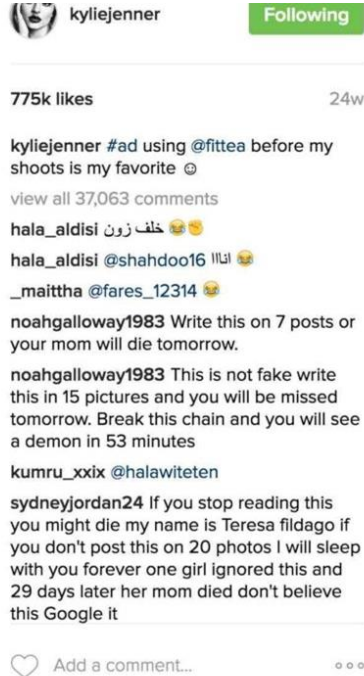 kyliejenner
Following
775k likes
24w
kyliejenner #ad using @fittea before my
shoots is my favorite ☺
view all 37,063 comments
hala_aldisi خلف زون 😂✊
hala_aldisi @shahdoo16 اناا!!! 😂
_maittha @fares_12314 😂
noahgalloway1983 Write this on 7 posts or
your mom will die tomorrow.
noahgalloway1983 This is not fake write
this in 15 pictures and you will be missed
tomorrow. Break this chain and you will see
a demon in 53 minutes
kumru_xxix @halawiteten
sydneyjordan24 If you stop reading this
you might die my name is Teresa fildago if
you don't post this on 20 photos I will sleep
with you forever one girl ignored this and
29 days later her mom died don't believe
this Google it
Add a comment...